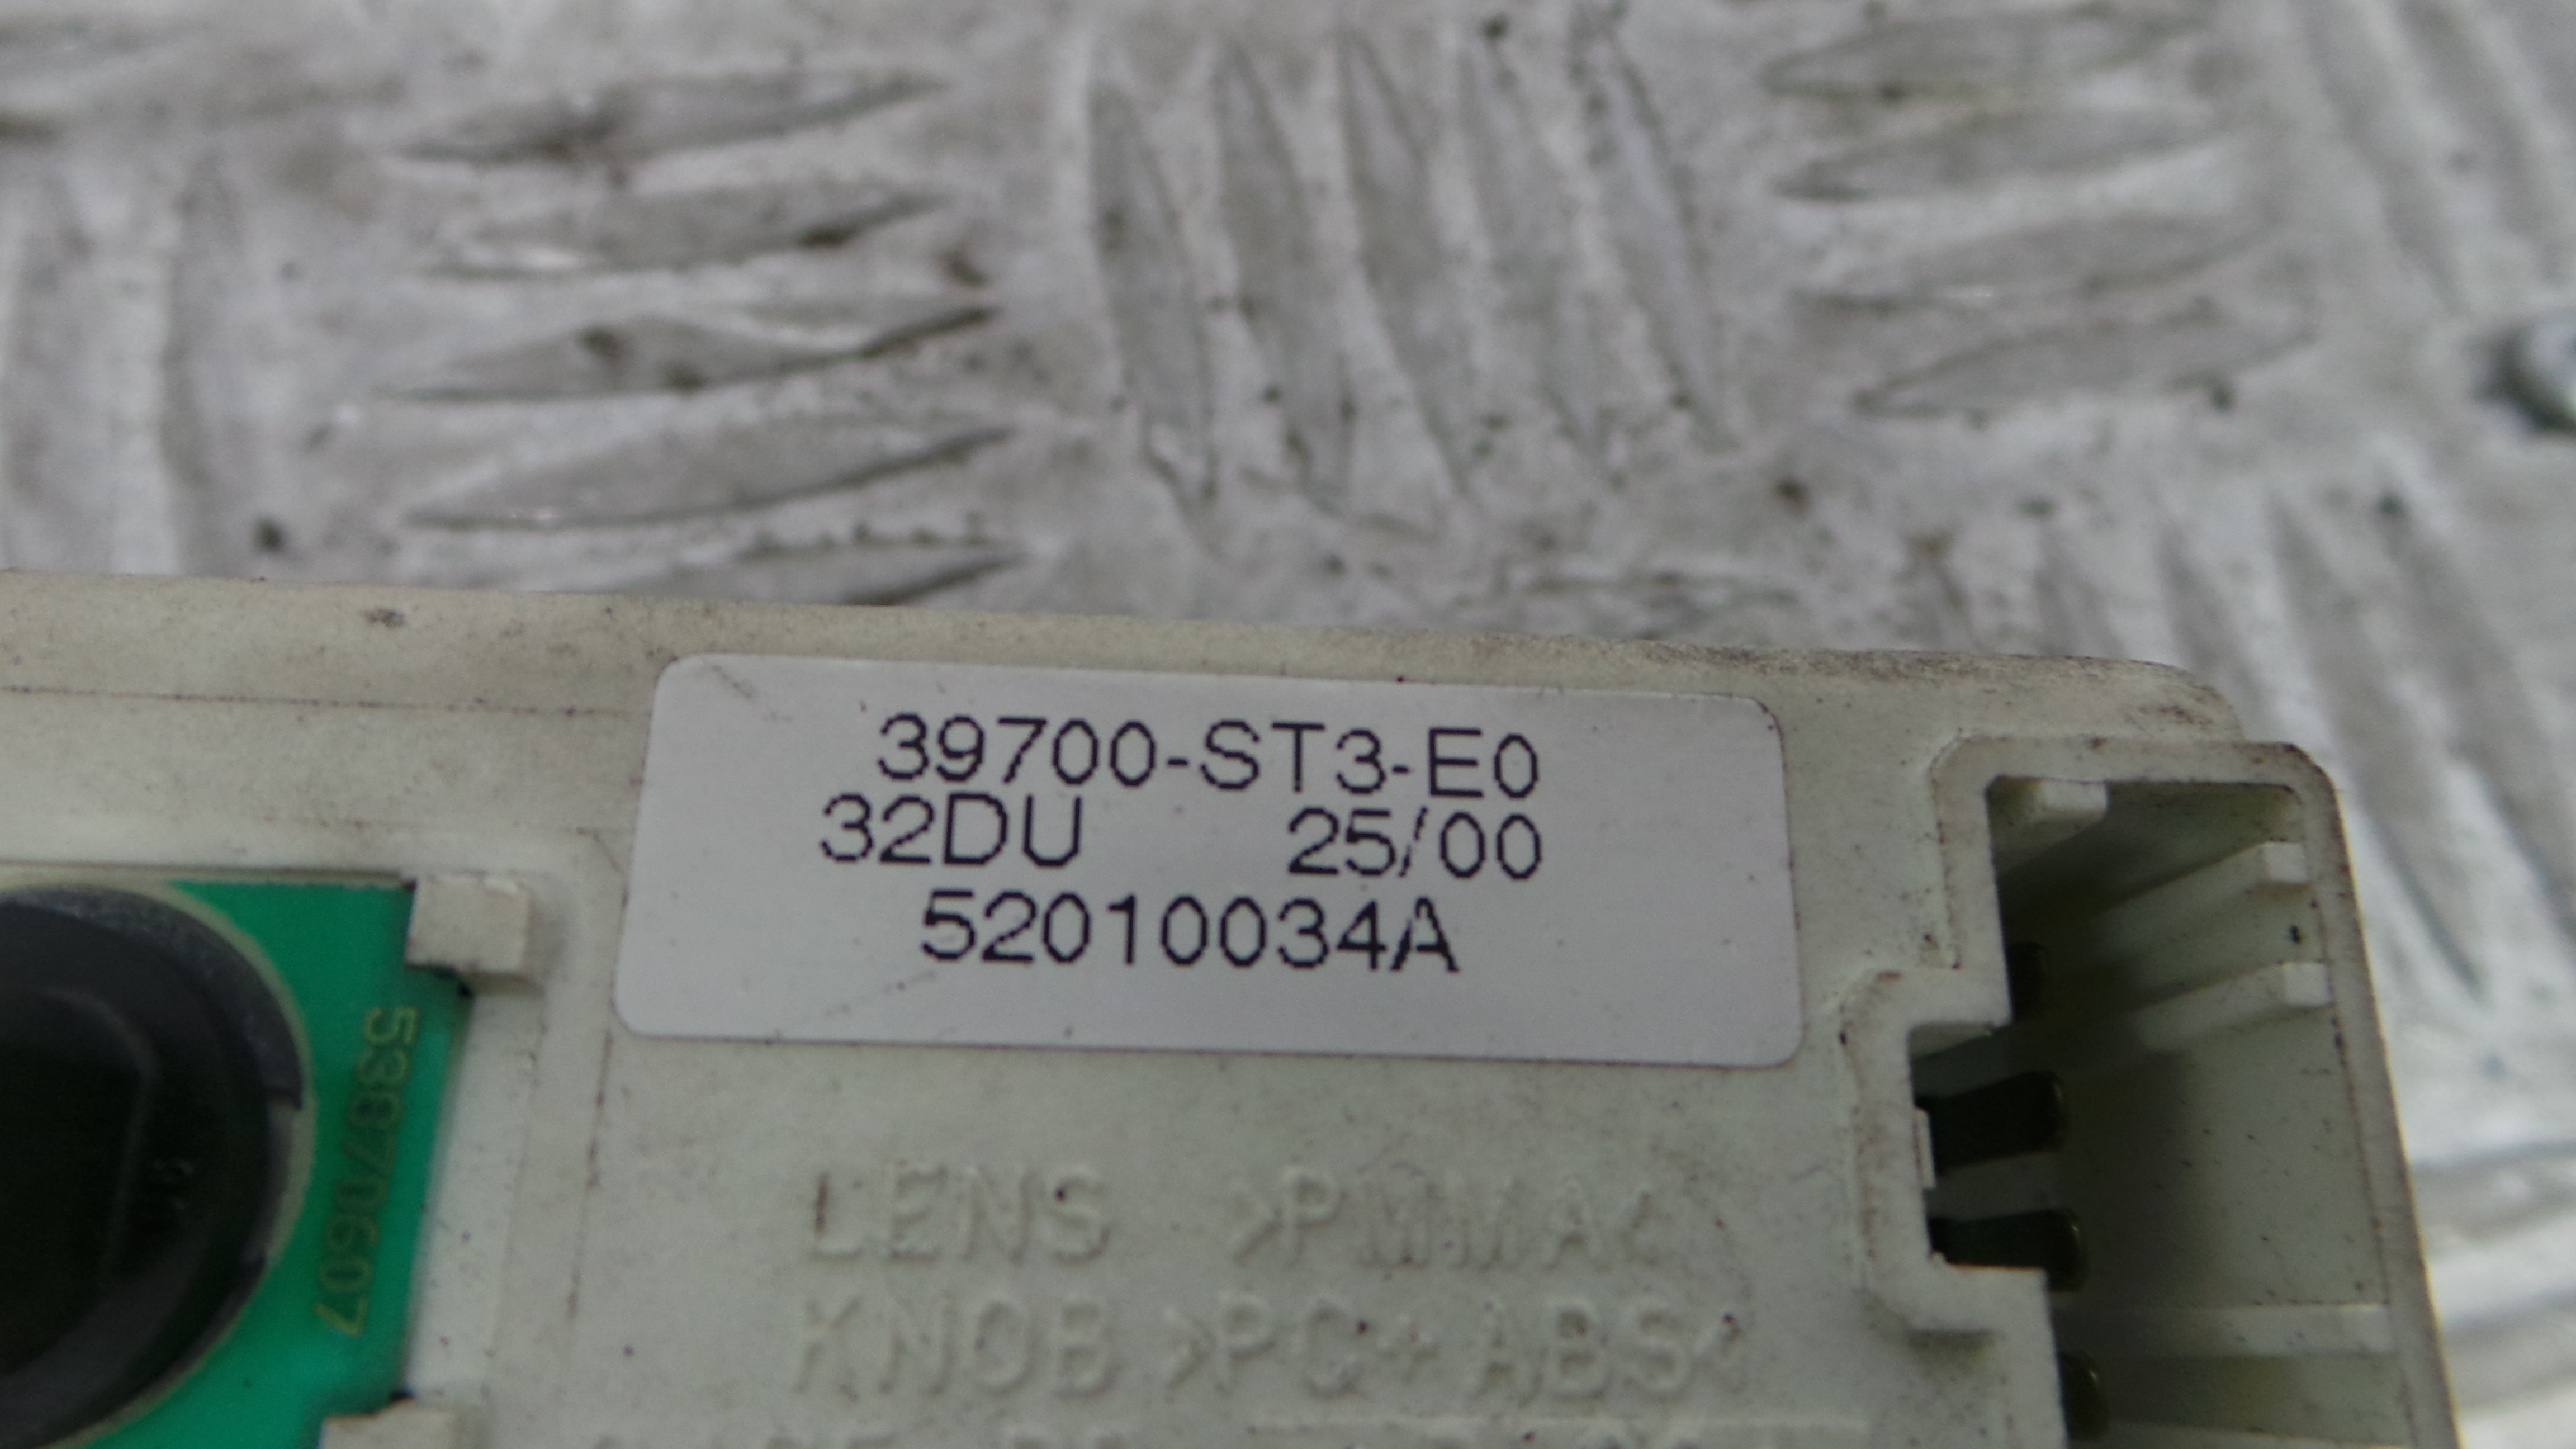 39700-ST3-E0
32DU 25/00
52010034A
LENS >PMMA<
KNOB >PC+ABS<